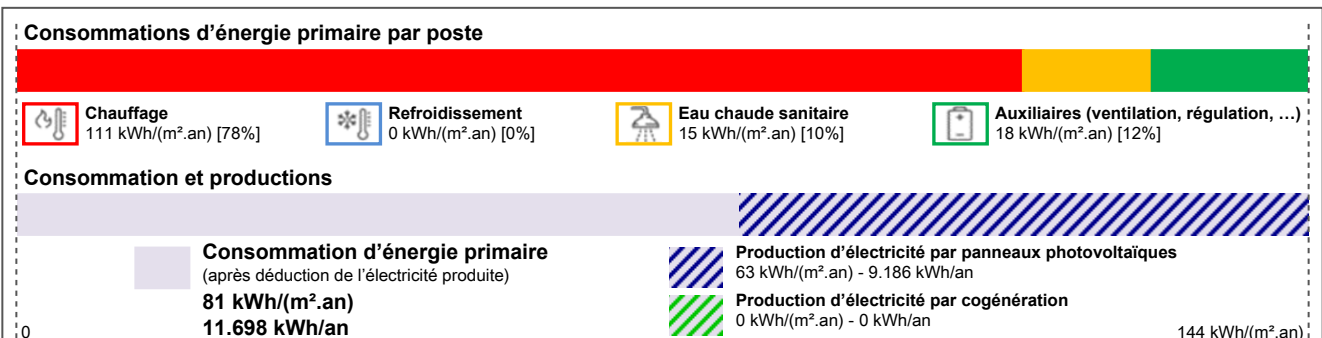 Consommations d’énergie primaire par poste
Chauffage
111 kWh/(m².an) [78%]
Refroidissement
0 kWh/(m².an) [0%]
Eau chaude sanitaire
15 kWh/(m².an) [10%]
Auxiliaires (ventilation, régulation, …)
18 kWh/(m².an) [12%]
Consommation et productions
Consommation d’énergie primaire
(après déduction de l’électricité produite)
81 kWh/(m².an)
11.698 kWh/an
Production d’électricité par panneaux photovoltaïques
63 kWh/(m².an) - 9.186 kWh/an
Production d’électricité par cogénération
0 kWh/(m².an) - 0 kWh/an
0
144 kWh/(m².an)